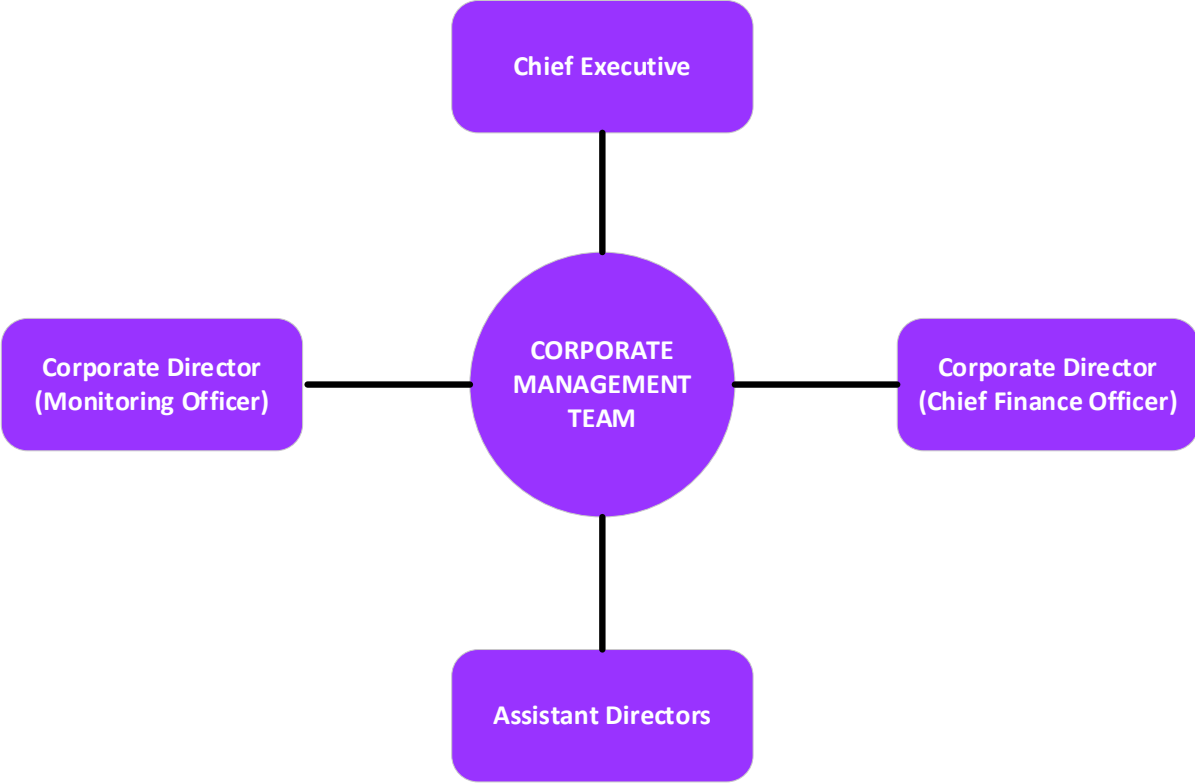 Chief Executive
Corporate Director
(Monitoring Officer)
CORPORATE
MANAGEMENT
TEAM
Corporate Director
(Chief Finance Officer)
Assistant Directors